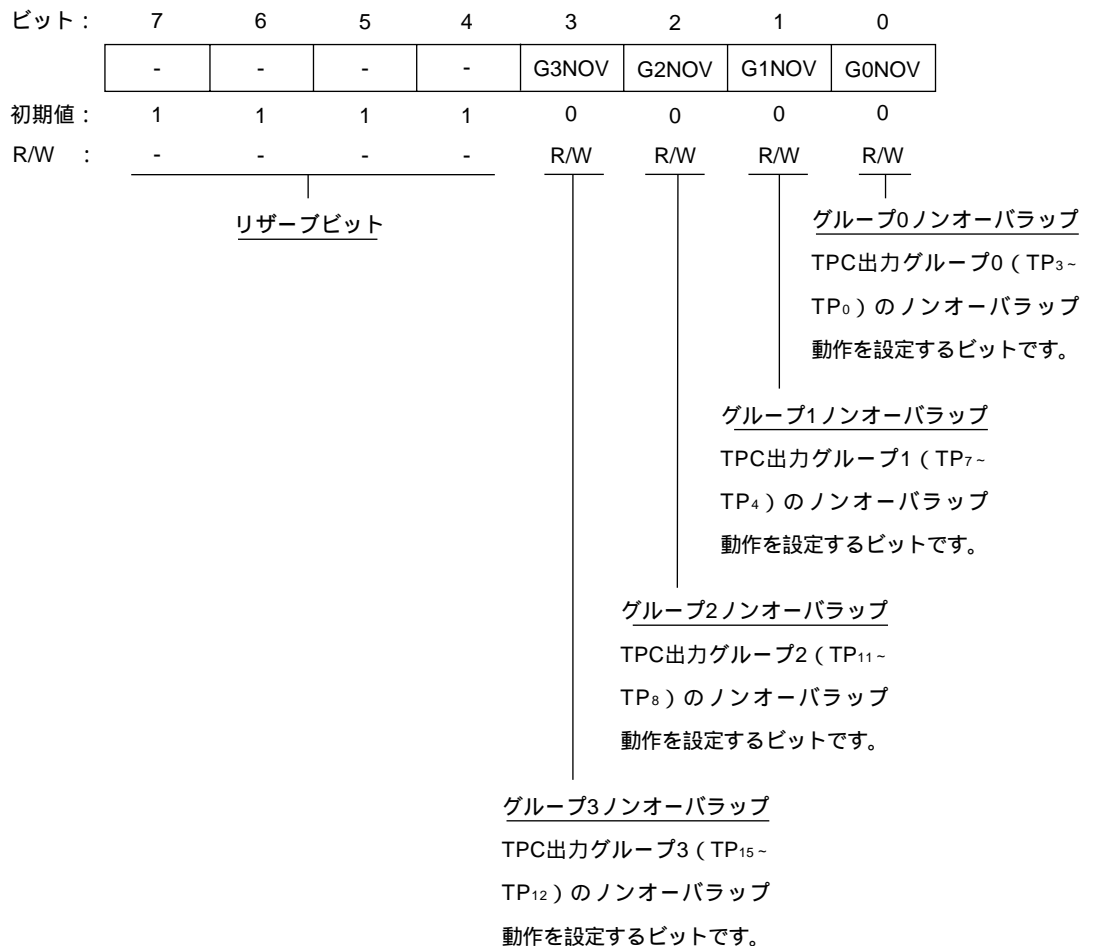 ビット： 7 6 5 4 3 2 1 0
- - - - G3NOV G2NOV G1NOV G0NOV
初期値： 1 1 1 1 0 0 0 0
R/W ： - - - - R/W R/W R/W R/W
リザーブビット
グループ0ノンオーバラップ
TPC出力グループ0（TP₃～
TP₀）のノンオーバラップ
動作を設定するビットです。
グループ1ノンオーバラップ
TPC出力グループ1（TP₇～
TP₄）のノンオーバラップ
動作を設定するビットです。
グループ2ノンオーバラップ
TPC出力グループ2（TP₁₁～
TP₈）のノンオーバラップ
動作を設定するビットです。
グループ3ノンオーバラップ
TPC出力グループ3（TP₁₅～
TP₁₂）のノンオーバラップ
動作を設定するビットです。